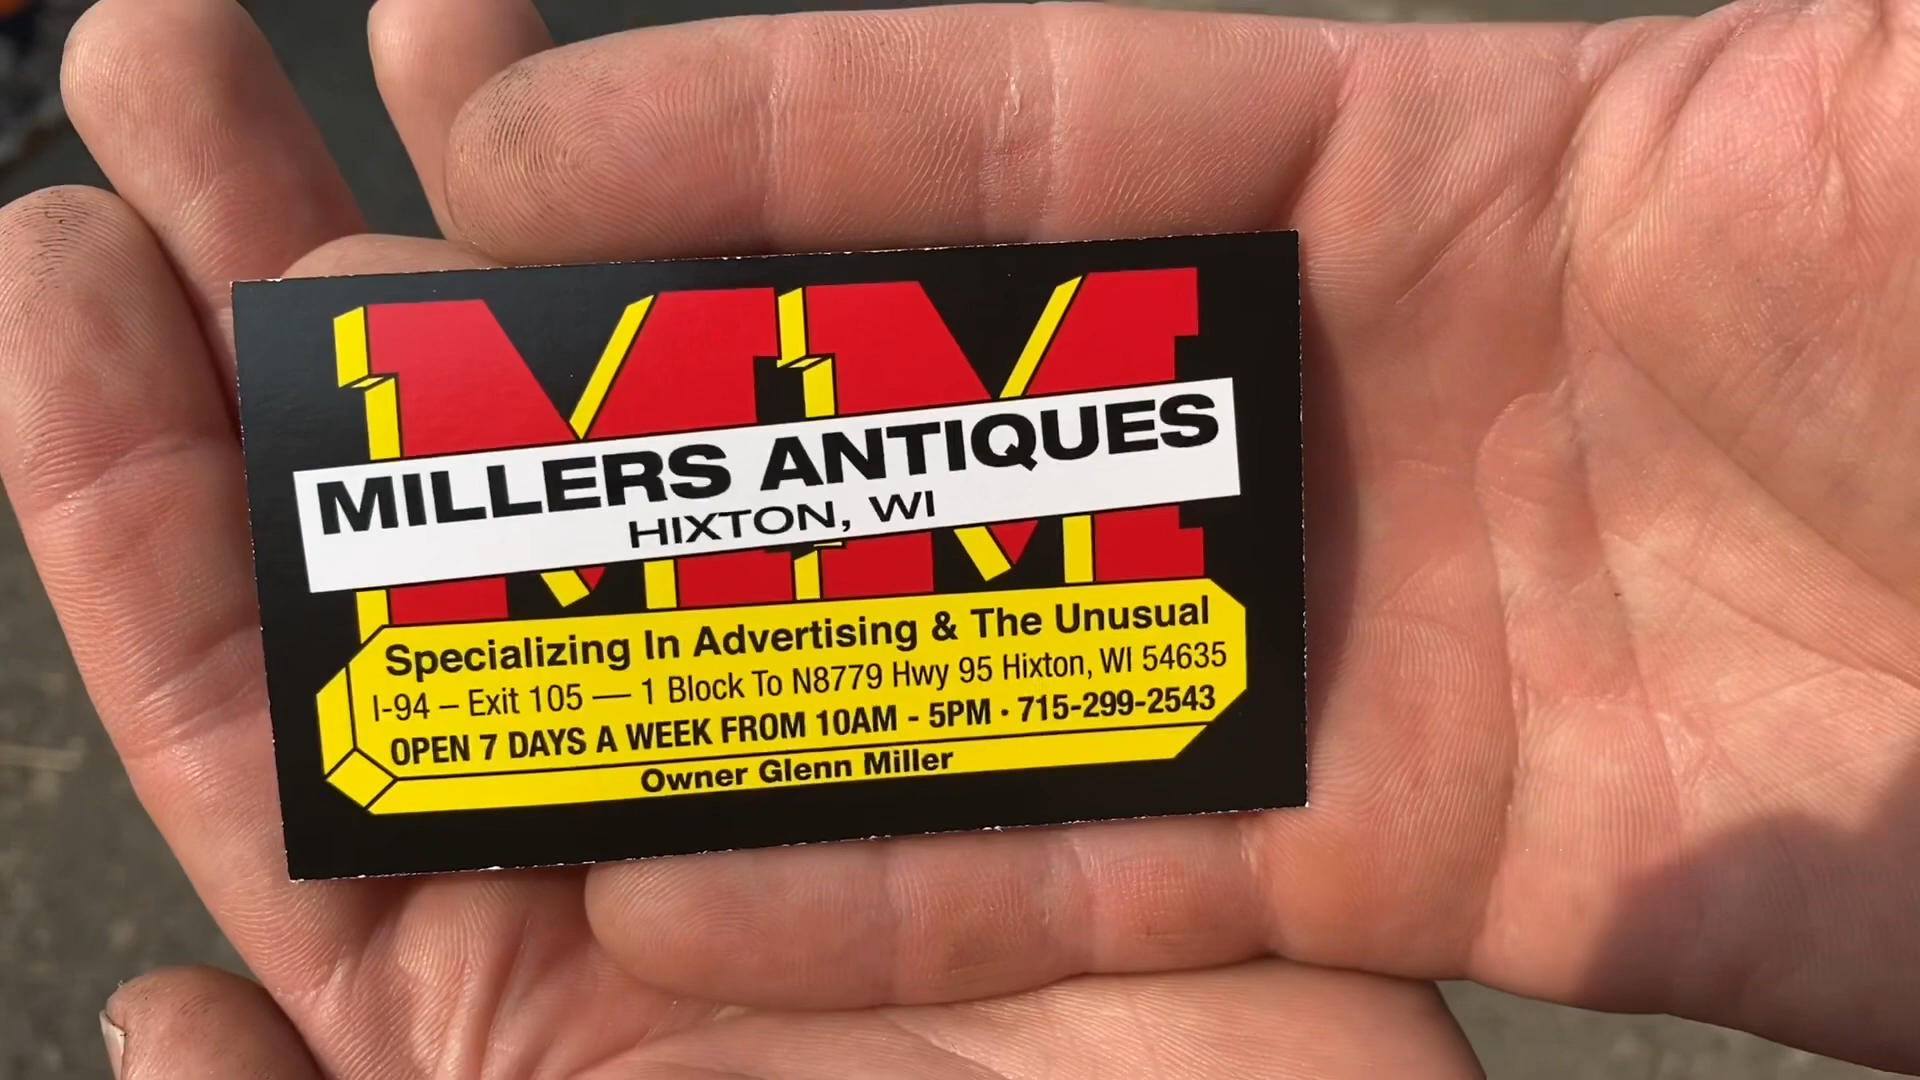 MM
MILLERS ANTIQUES
HIXTON, WI
Specializing In Advertising & The Unusual
I-94 – Exit 105 — 1 Block To N8779 Hwy 95 Hixton, WI 54635
OPEN 7 DAYS A WEEK FROM 10AM - 5PM · 715-299-2543
Owner Glenn Miller